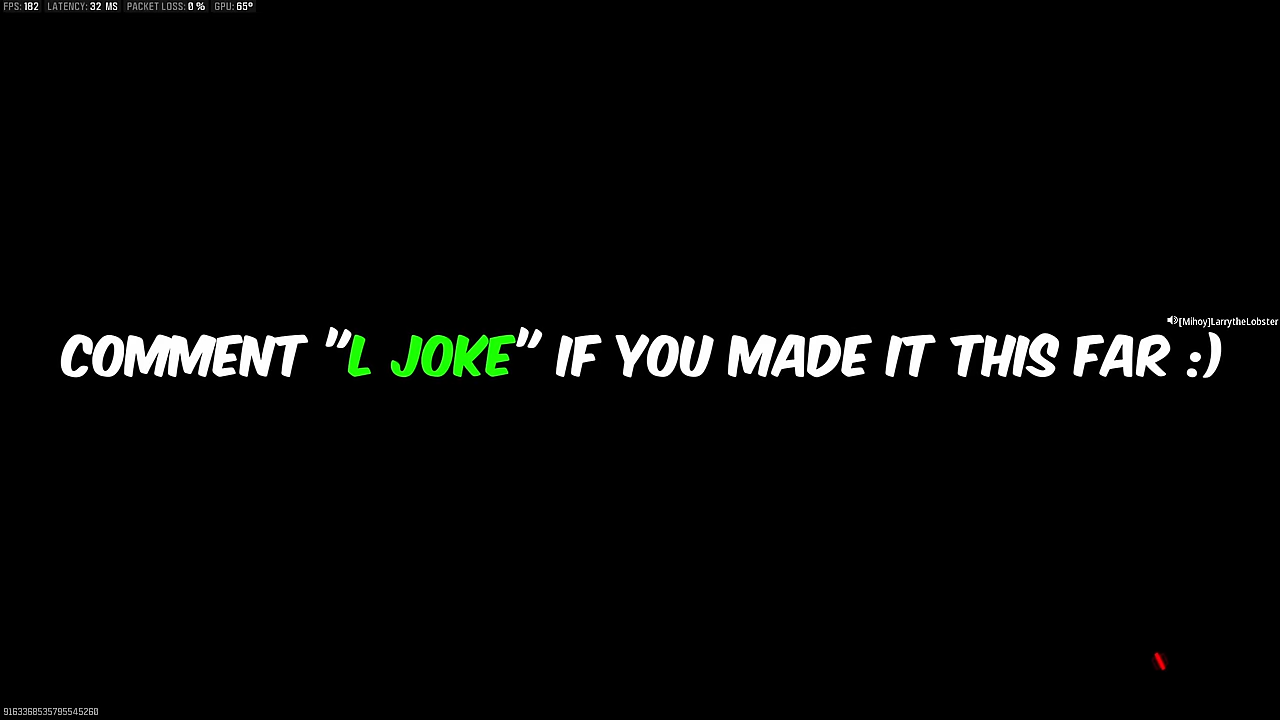 FPS: 182 LATENCY: 32 MS PACKET LOSS: 0 % GPU: 65°
[Mihoy]LarrytheLobster
COMMENT "L JOKE" IF YOU MADE IT THIS FAR :)
9163368535795545260